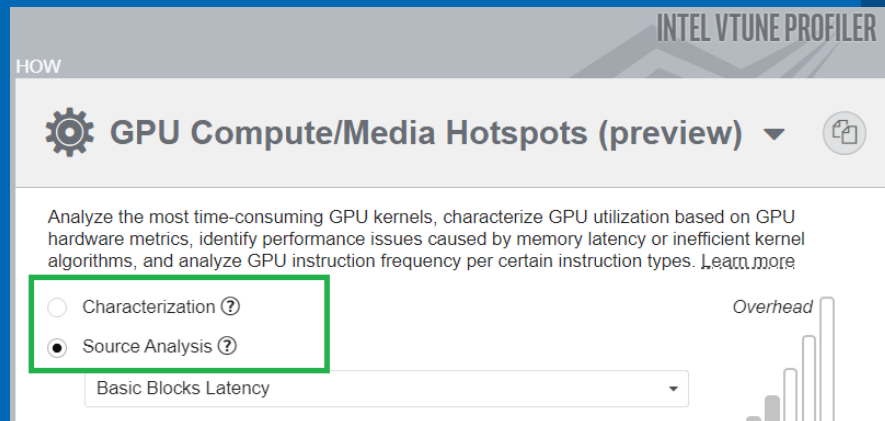 INTEL VTUNE PROFILER
HOW
GPU Compute/Media Hotspots (preview)
Analyze the most time-consuming GPU kernels, characterize GPU utilization based on GPU
hardware metrics, identify performance issues caused by memory latency or inefficient kernel
algorithms, and analyze GPU instruction frequency per certain instruction types. Learn more
Characterization ?
Overhead
Source Analysis ?
Basic Blocks Latency